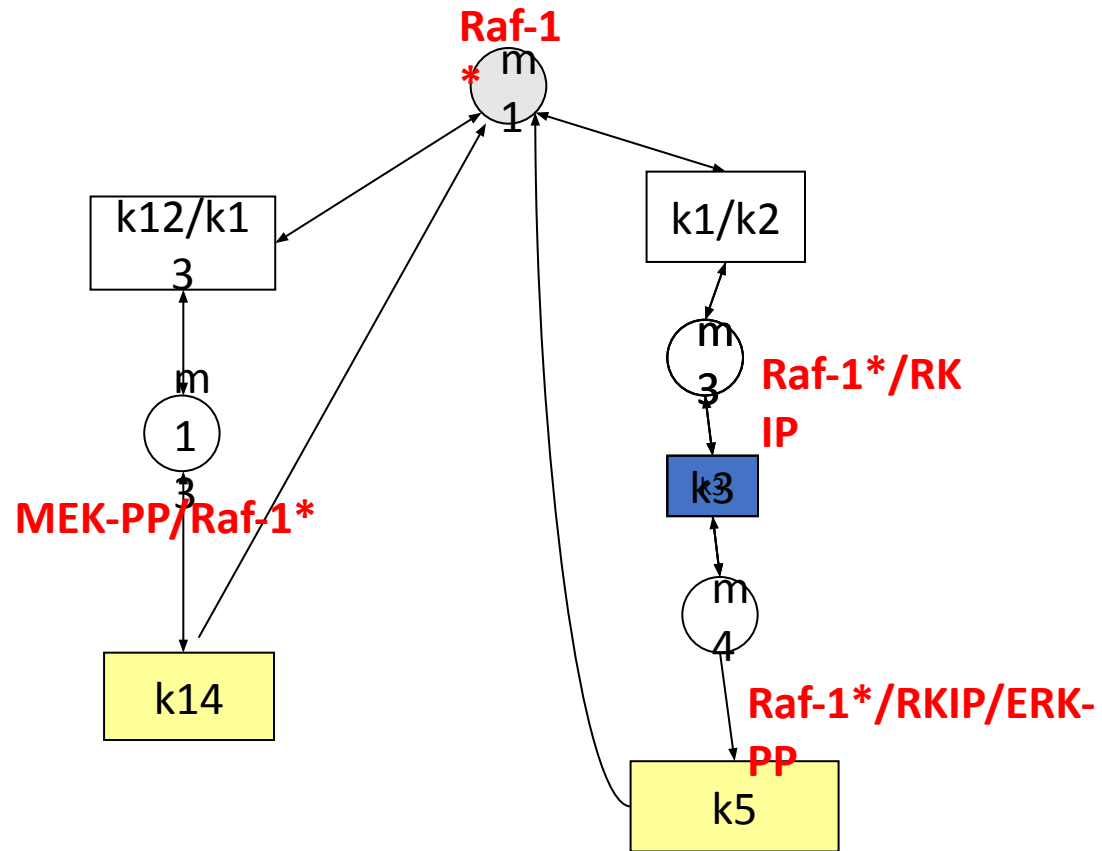 Raf-1
*
m
1
k12/k1
3
k1/k2
m
3
Raf-1*/RK
IP
m
1
3
k3
k3
MEK-PP/Raf-1*
m
4
k14
Raf-1*/RKIP/ERK-
PP
k5